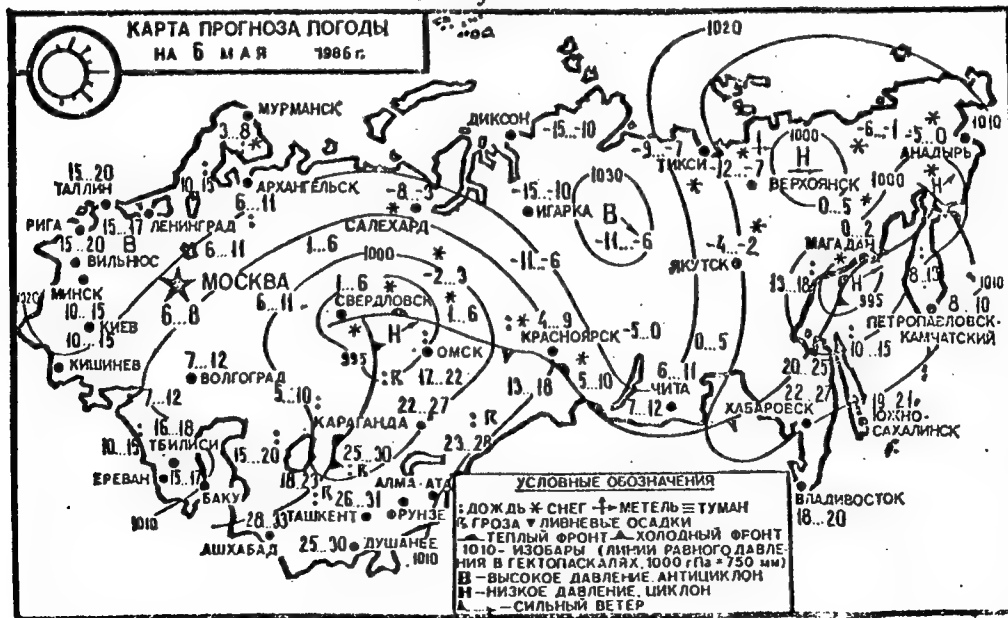 КАРТА ПРОГНОЗА ПОГОДЫ
НА 6 МАЯ 1986 г.
1020
МУРМАНСК
3...8
ДИКСОН
-15...-10
-9...-7
ТИКСИ
-12...-7
1000
Н
ВЕРХОЯНСК
0...5
-6...-1
-5...0
1010
АНАДЫРЬ
1000
Н
15...20
ТАЛЛИН
10...15
АРХАНГЕЛЬСК
6...11
-8...-3
САЛЕХАРД
-15...-10
ИГАРКА
1030
В
-11...-6
РИГА
15...17
ЛЕНИНГРАД
В
15...20
ВИЛЬНЮС
6...11
1...6
-11...-6
-4...-2
ЯКУТСК
0...2
МАГАДАН
Н
995
13...18
8...13
1010
МИНСК
МОСКВА
6...8
6...11
1000
1...6
СВЕРДЛОВСК
-2...3
1...6
Н
995
ОМСК
17...22
4...9
КРАСНОЯРСК
-5...0
5...10
0...5
8...10
ПЕТРОПАВЛОВСК-
КАМЧАТСКИЙ
1020
10...15
КИЕВ
10...15
КИШИНЕВ
7...12
ВОЛГОГРАД
5...10
13...18
6...11
ЧИТА
7...12
20...25
10...15
22...27
ХАБАРОВСК
19...21
ЮЖНО-
САХАЛИНСК
7...12
16...18
ТБИЛИСИ
10...15
15...20
КАРАГАНДА
22...27
25...30
23...28
ЕРЕВАН
15...17
БАКУ
1010
18...23
АЛМА-АТА
26...31
ТАШКЕНТ
ФРУНЗЕ
28...33
АШХАБАД
25...30
ДУШАНБЕ
1010
ВЛАДИВОСТОК
18...20
УСЛОВНЫЕ ОБОЗНАЧЕНИЯ
ДОЖДЬ СНЕГ МЕТЕЛЬ ТУМАН
ГРОЗА ЛИВНЕВЫЕ ОСАДКИ
ТЕПЛЫЙ ФРОНТ ХОЛОДНЫЙ ФРОНТ
1010 - ИЗОБАРЫ (ЛИНИИ РАВНОГО ДАВЛЕ-
НИЯ В ГЕКТОПАСКАЛЯХ, 1000 гПа = 750 мм)
В - ВЫСОКОЕ ДАВЛЕНИЕ. АНТИЦИКЛОН
Н - НИЗКОЕ ДАВЛЕНИЕ, ЦИКЛОН
- СИЛЬНЫЙ ВЕТЕР